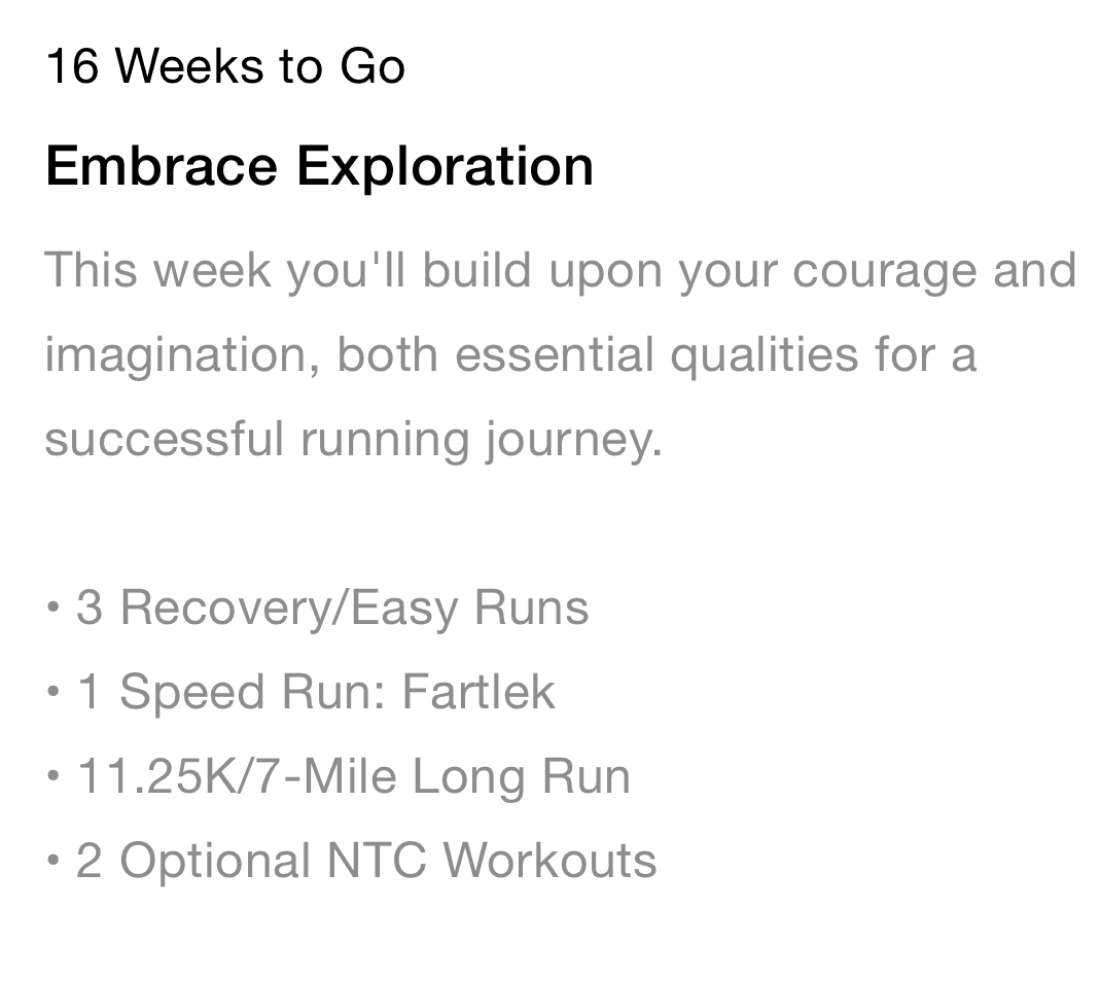 16 Weeks to Go
Embrace Exploration
This week you'll build upon your courage and
imagination, both essential qualities for a
successful running journey.
• 3 Recovery/Easy Runs
• 1 Speed Run: Fartlek
• 11.25K/7-Mile Long Run
• 2 Optional NTC Workouts